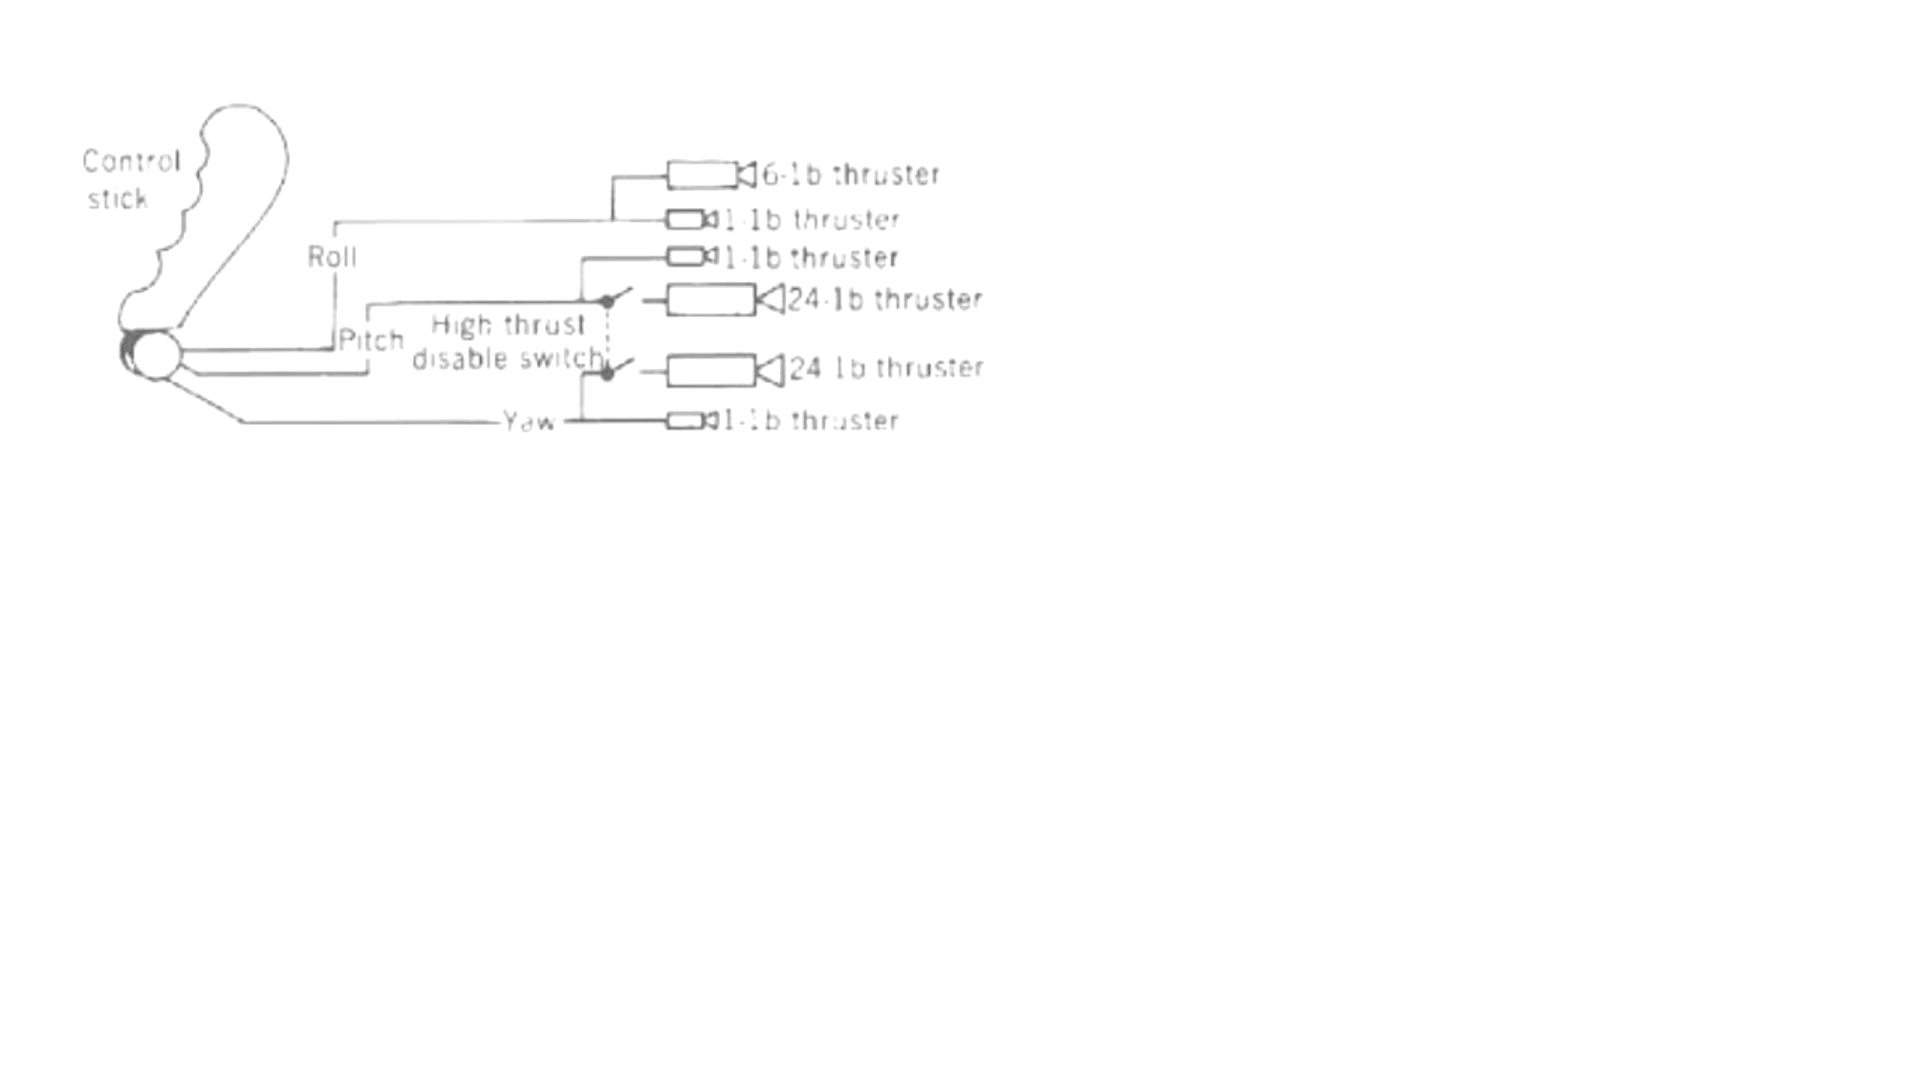 Control
stick
6-lb thruster
1-lb thruster
Roll
1-lb thruster
24-lb thruster
High thrust
disable switch
Pitch
24 lb thruster
Yaw
1-lb thruster